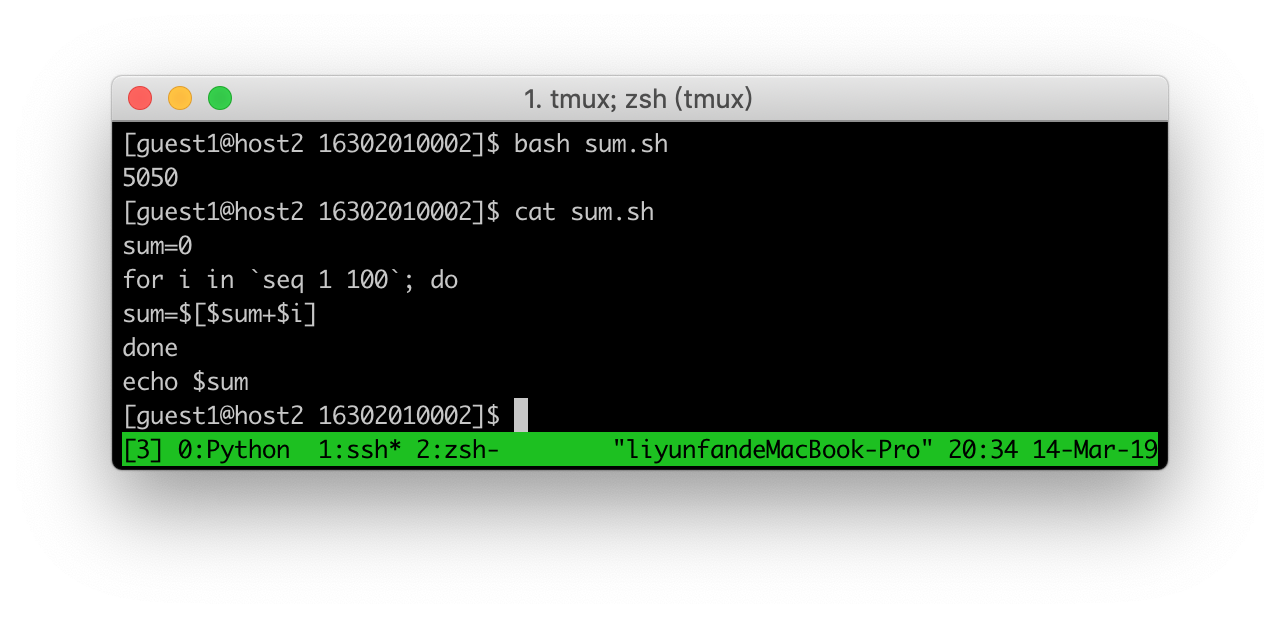 1. tmux; zsh (tmux)
[guest1@host2 16302010002]$ bash sum.sh
5050
[guest1@host2 16302010002]$ cat sum.sh
sum=0
for i in `seq 1 100`; do
sum=$[$sum+$i]
done
echo $sum
[guest1@host2 16302010002]$
[3] 0:Python  1:ssh* 2:zsh-        "liyunfandeMacBook-Pro" 20:34 14-Mar-19